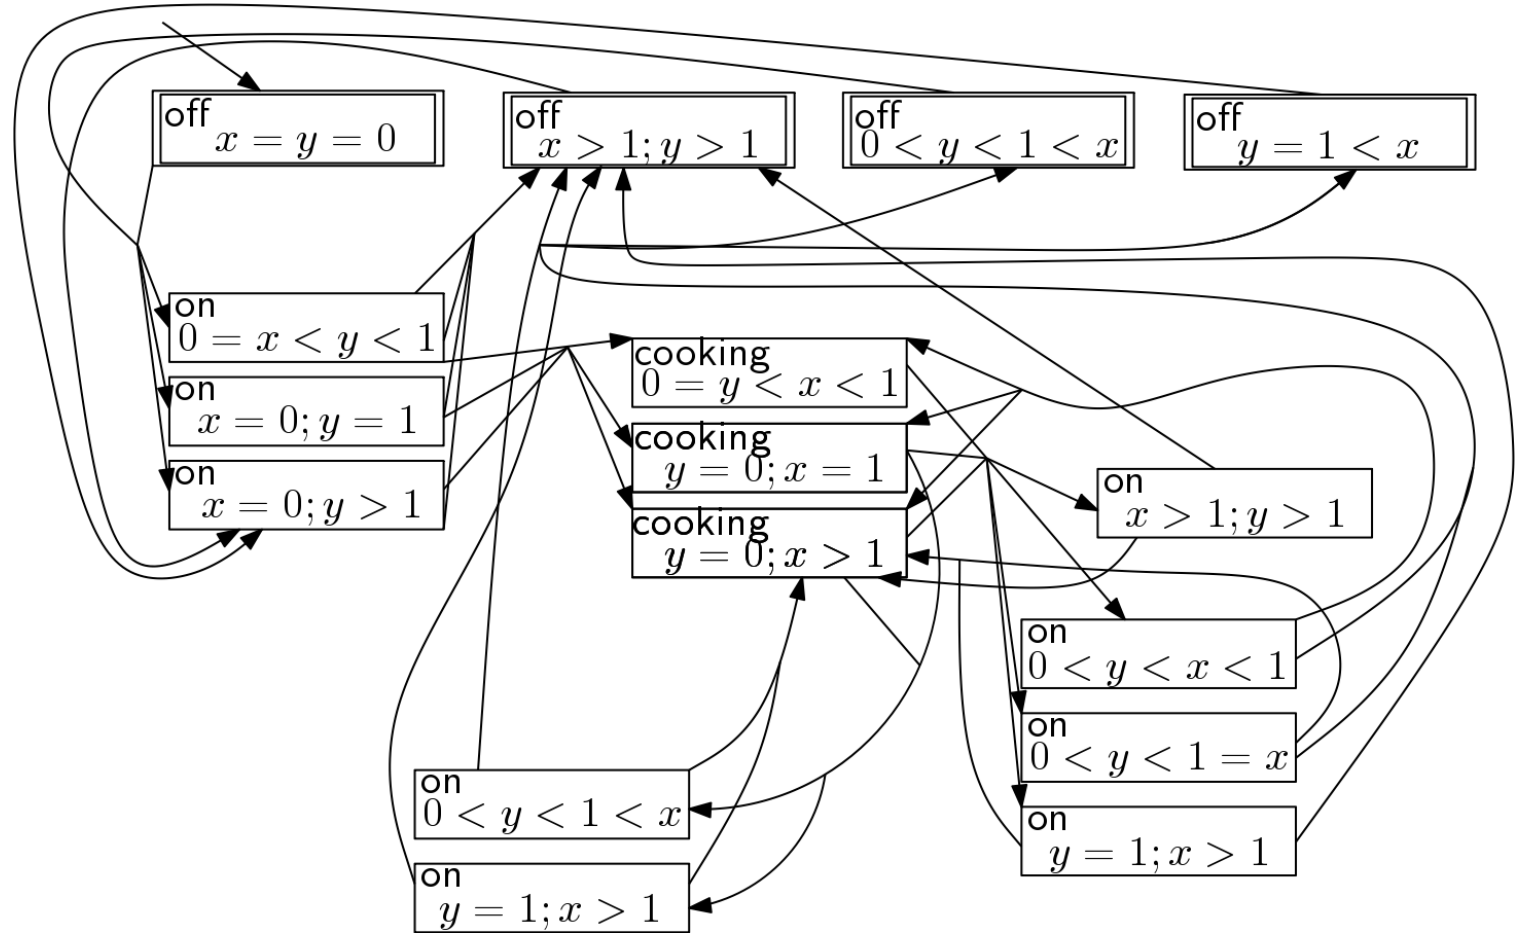 off
x = y = 0
off
x > 1; y > 1
off
0 < y < 1 < x
off
y = 1 < x
on
0 = x < y < 1
on
x = 0; y = 1
on
x = 0; y > 1
cooking
0 = y < x < 1
cooking
y = 0; x = 1
cooking
y = 0; x > 1
on
x > 1; y > 1
on
0 < y < x < 1
on
0 < y < 1 = x
on
y = 1; x > 1
on
0 < y < 1 < x
on
y = 1; x > 1